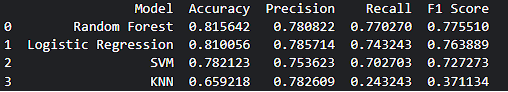 Model Accuracy Precision Recall F1 Score
0 Random Forest 0.815642 0.780822 0.770270 0.775510
1 Logistic Regression 0.810056 0.785714 0.743243 0.763889
2 SVM 0.782123 0.753623 0.702703 0.727273
3 KNN 0.659218 0.782609 0.243243 0.371134